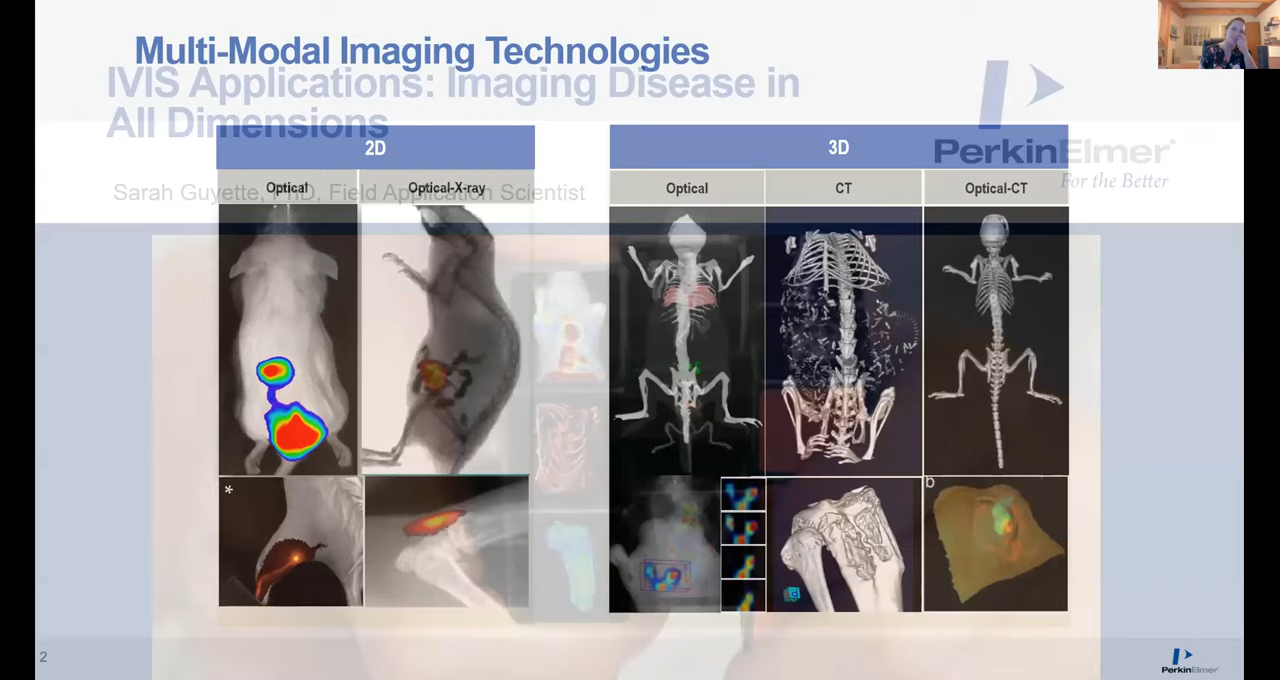 Multi-Modal Imaging Technologies
IVIS Applications: Imaging Disease in
All Dimensions
PerkinElmer
For the Better
Sarah Guyette, PhD, Field Application Scientist
2D
3D
Optical
Optical-X-ray
Optical
CT
Optical-CT
*
b
2
PerkinElmer